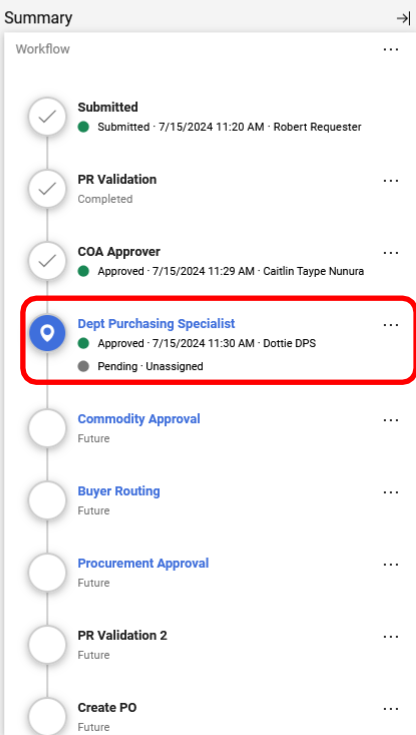 Summary
Workflow
Submitted
Submitted · 7/15/2024 11:20 AM · Robert Requester
PR Validation
Completed
COA Approver
Approved · 7/15/2024 11:29 AM · Caitlin Taype Nunura
Dept Purchasing Specialist
Approved · 7/15/2024 11:30 AM · Dottie DPS
Pending · Unassigned
Commodity Approval
Future
Buyer Routing
Future
Procurement Approval
Future
PR Validation 2
Future
Create PO
Future